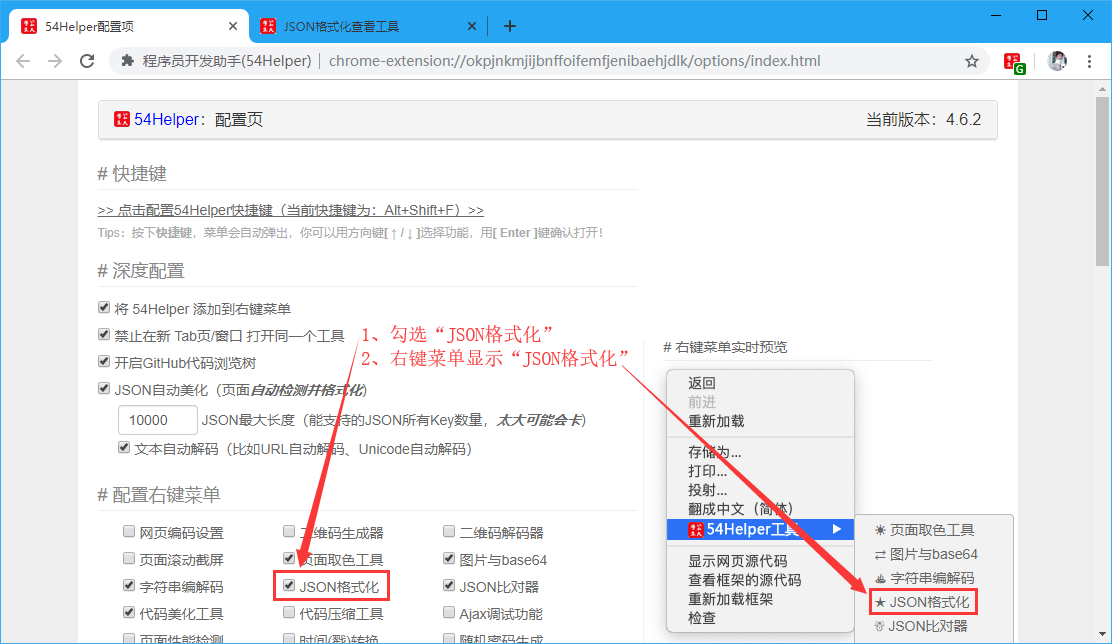 54Helper配置项
JSON格式化查看工具
程序员开发助手(54Helper) | chrome-extension://okpjnkmjijbnffoifemfjenibaehjdlk/options/index.html
G
54Helper：配置页
当前版本：4.6.2
# 快捷键
>> 点击配置54Helper快捷键（当前快捷键为：Alt+Shift+F）>>
Tips：按下快捷键，菜单会自动弹出，你可以用方向键[ ↑ / ↓ ]选择功能，用[ Enter ]键确认打开！
# 深度配置
将 54Helper 添加到右键菜单
禁止在新 Tab页/窗口 打开同一个工具
开启GitHub代码浏览树
JSON自动美化（页面自动检测并格式化）
10000 JSON最大长度（能支持的JSON所有Key数量，太大可能会卡）
文本自动解码（比如URL自动解码、Unicode自动解码）
1、勾选“JSON格式化”
2、右键菜单显示“JSON格式化”
# 配置右键菜单
网页编码设置 二维码生成器 二维码解码器
页面滚动截屏 页面取色工具 图片与base64
字符串编解码 JSON格式化 JSON比对器
代码美化工具 代码压缩工具 Ajax调试功能
页面性能检测 时间(戳)转换 随机密码生成
# 右键菜单实时预览
返回
前进
重新加载
存储为...
打印...
投射...
翻成中文（简体）
54Helper工具
显示网页源代码
查看框架的源代码
重新加载框架
检查
页面取色工具
图片与base64
字符串编解码
JSON格式化
JSON比对器